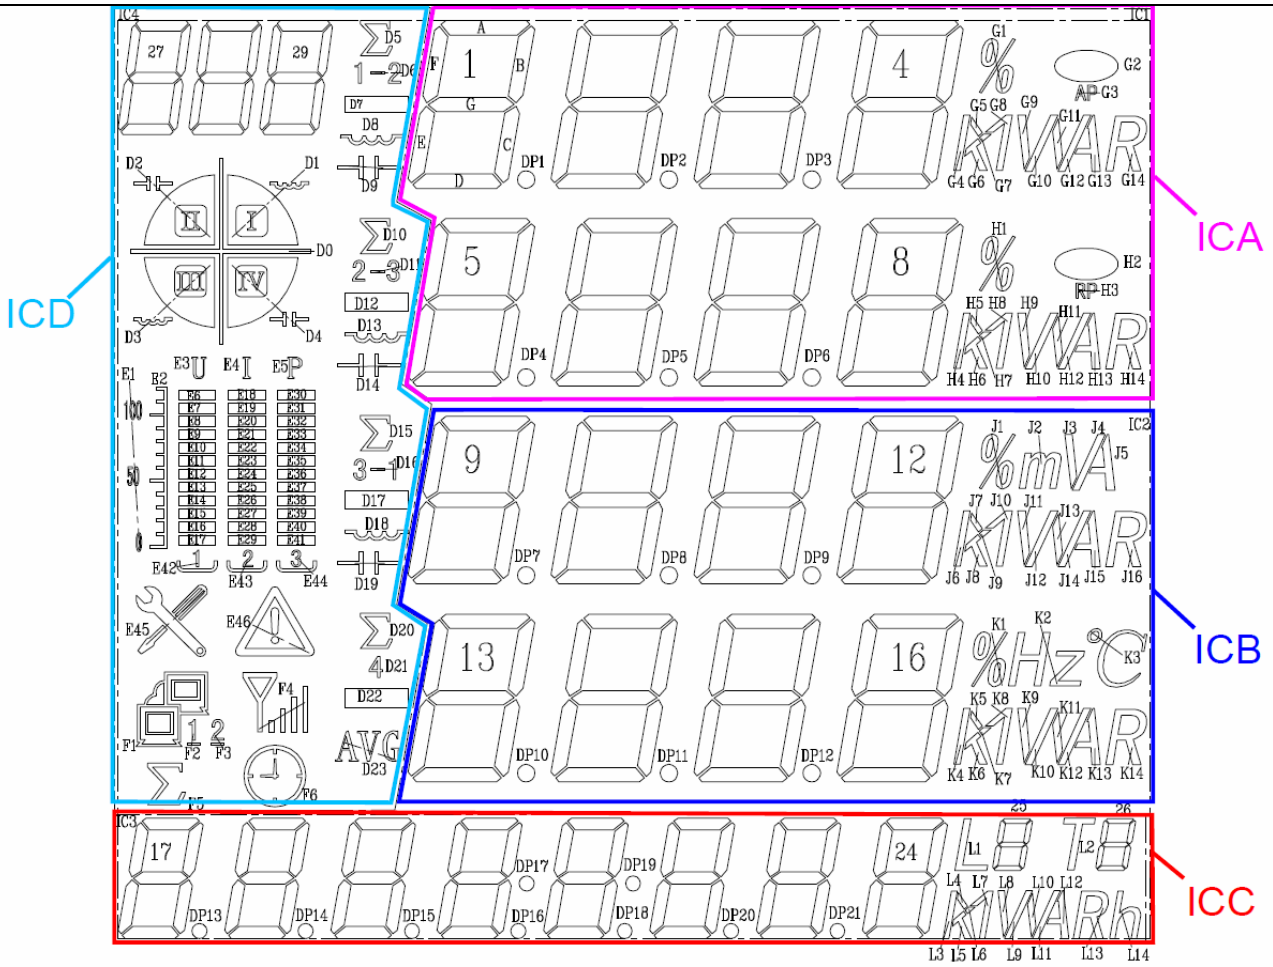 IC4
IC1
27
29
D5
1-2 D6
D7
D8
D9
A
F
1
B
G
E
C
D
DP1
DP2
DP3
4
G1
%
G2
AP G3
G5 G8 G9 G11
KVWAR
G4 G6 G7 G10 G12 G13 G14
D2
D1
II
I
D0
III
IV
D3
D4
D10
2-3 D11
D12
D13
D14
5
8
DP4
DP5
DP6
H1
%
H2
RP H3
H5 H8 H9 H11
KVWAR
H4 H6 H7 H10 H12 H13 H14
ICA
ICD
E3 U E4 I E5 P
E1
E2
100
50
0
E6 E18 E30
E7 E19 E31
E8 E20 E32
E9 E21 E33
E10 E22 E34
E11 E23 E35
E12 E24 E36
E13 E25 E37
E14 E26 E38
E15 E27 E39
E16 E28 E40
E17 E29 E41
1 2 3
E42 E43 E44
Σ D15
3-1 D16
D17
D18
D19
9
12
DP7
DP8
DP9
IC2
J1 J2 J3 J4
%mVA J5
J7 J10 J11 J13
KVWAR
J6 J8 J9 J12 J14 J15 J16
E45
E46
Σ D20
4 D21
D22
AVG
D23
F1
1 2
F2 F3
F4
Σ F5
F6
13
16
DP10
DP11
DP12
K1 K2
%Hz°C
K3
K5 K8 K9 K11
KVWAR
K4 K6 K7 K10 K12 K13 K14
ICB
IC3
17
24
DP13
DP14
DP15
DP16
DP17
DP18
DP19
DP20
DP21
25
26
L L1
T L2
L4 L7 L8 L10 L12
KVWARh
L3 L5 L6 L9 L11 L13 L14
ICC